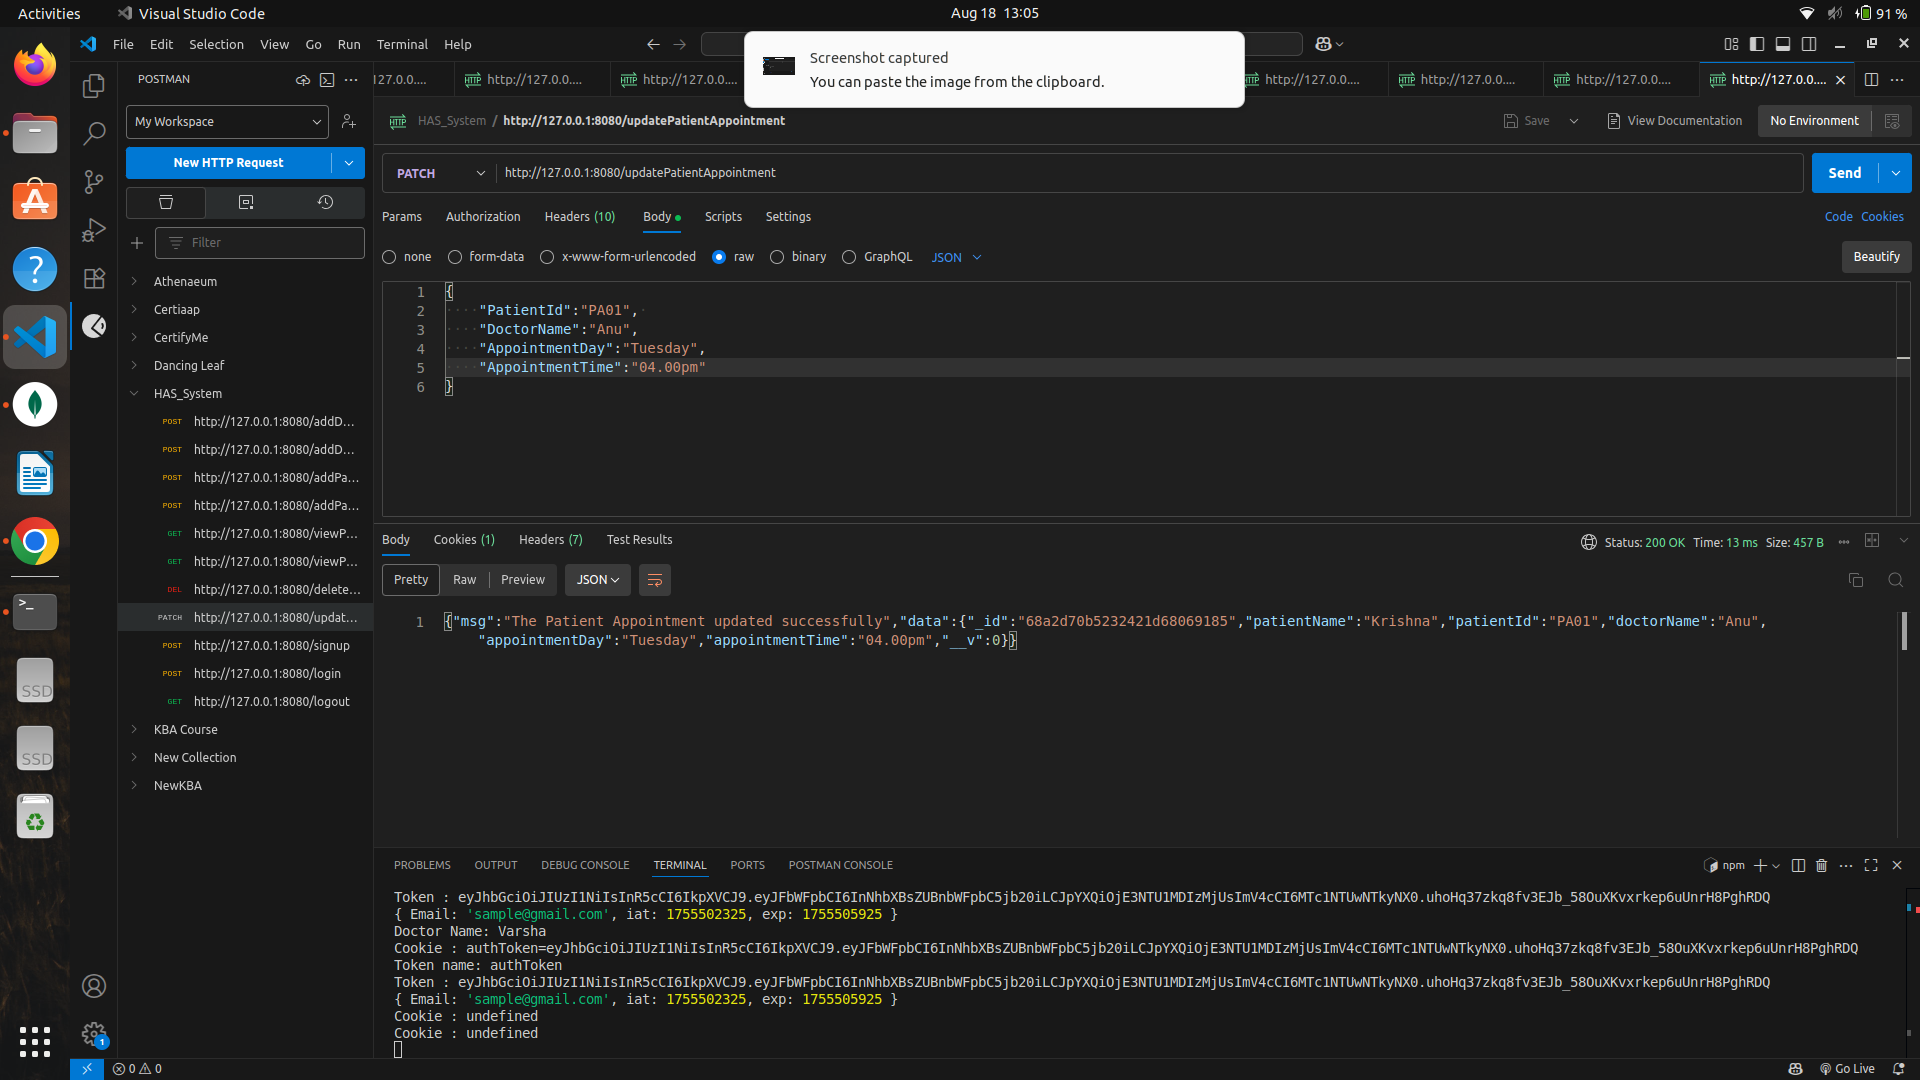 Activities
Visual Studio Code
Aug 18 13:05
91 %
File Edit Selection View Go Run Terminal Help
Screenshot captured
You can paste the image from the clipboard.
POSTMAN
127.0.0....
http://127.0.0....
http://127.0.0....
http://127.0.0....
http://127.0.0....
http://127.0.0....
http://127.0.0....
My Workspace
HAS_System / http://127.0.0.1:8080/updatePatientAppointment
Save
View Documentation
No Environment
New HTTP Request
PATCH
http://127.0.0.1:8080/updatePatientAppointment
Send
Params Authorization Headers (10) Body Scripts Settings
Code Cookies
Filter
none form-data x-www-form-urlencoded raw binary GraphQL JSON
Beautify
Athenaeum
Certiaap
CertifyMe
Dancing Leaf
HAS_System
POST http://127.0.0.1:8080/addD...
POST http://127.0.0.1:8080/addD...
POST http://127.0.0.1:8080/addPa...
POST http://127.0.0.1:8080/addPa...
GET http://127.0.0.1:8080/viewP...
GET http://127.0.0.1:8080/viewP...
DEL http://127.0.0.1:8080/delete...
PATCH http://127.0.0.1:8080/updat...
POST http://127.0.0.1:8080/signup
POST http://127.0.0.1:8080/login
GET http://127.0.0.1:8080/logout
KBA Course
New Collection
NewKBA
1 {
2 "PatientId":"PA01",
3 "DoctorName":"Anu",
4 "AppointmentDay":"Tuesday",
5 "AppointmentTime":"04.00pm"
6 }
Body Cookies (1) Headers (7) Test Results
Status: 200 OK Time: 13 ms Size: 457 B
Pretty Raw Preview JSON
1 {"msg":"The Patient Appointment updated successfully","data":{"_id":"68a2d70b5232421d68069185","patientName":"Krishna","patientId":"PA01","doctorName":"Anu",
"appointmentDay":"Tuesday","appointmentTime":"04.00pm","__v":0}}
PROBLEMS OUTPUT DEBUG CONSOLE TERMINAL PORTS POSTMAN CONSOLE
npm
Token : eyJhbGciOiJIUzI1NiIsInR5cCI6IkpXVCJ9.eyJFbWFpbCI6InNhbXBsZUBnbWFpbC5jb20iLCJpYXQiOjE3NTU1MDIzMjUsImV4cCI6MTc1NTUwNTkyNX0.uhoHq37zkq8fv3EJb_58OuXKvxrkep6uUnrH8PghRDQ
{ Email: 'sample@gmail.com', iat: 1755502325, exp: 1755505925 }
Doctor Name: Varsha
Cookie : authToken=eyJhbGciOiJIUzI1NiIsInR5cCI6IkpXVCJ9.eyJFbWFpbCI6InNhbXBsZUBnbWFpbC5jb20iLCJpYXQiOjE3NTU1MDIzMjUsImV4cCI6MTc1NTUwNTkyNX0.uhoHq37zkq8fv3EJb_58OuXKvxrkep6uUnrH8PghRDQ
Token name: authToken
Token : eyJhbGciOiJIUzI1NiIsInR5cCI6IkpXVCJ9.eyJFbWFpbCI6InNhbXBsZUBnbWFpbC5jb20iLCJpYXQiOjE3NTU1MDIzMjUsImV4cCI6MTc1NTUwNTkyNX0.uhoHq37zkq8fv3EJb_58OuXKvxrkep6uUnrH8PghRDQ
{ Email: 'sample@gmail.com', iat: 1755502325, exp: 1755505925 }
Cookie : undefined
Cookie : undefined
SSD
SSD
1
0 0
Go Live